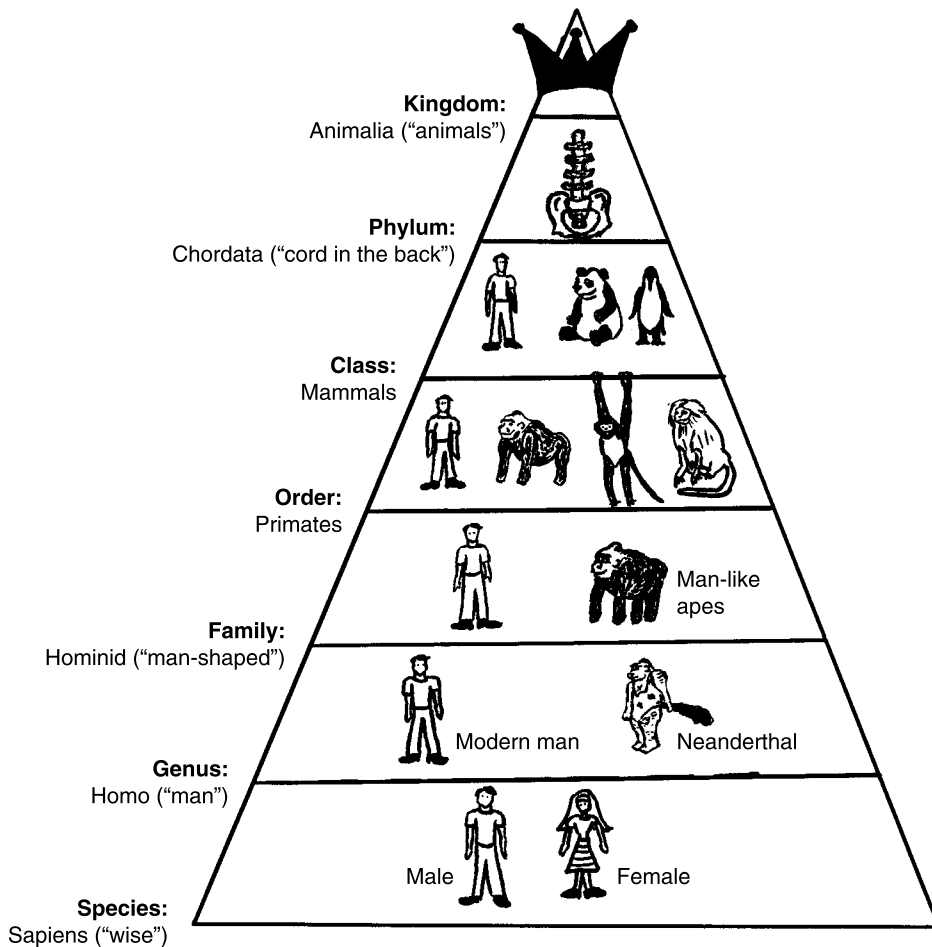 Kingdom:
Animalia (“animals”)
Phylum:
Chordata (“cord in the back”)
Class:
Mammals
Order:
Primates
Man-like
apes
Family:
Hominid (“man-shaped”)
Modern man
Neanderthal
Genus:
Homo (“man”)
Male
Female
Species:
Sapiens (“wise”)